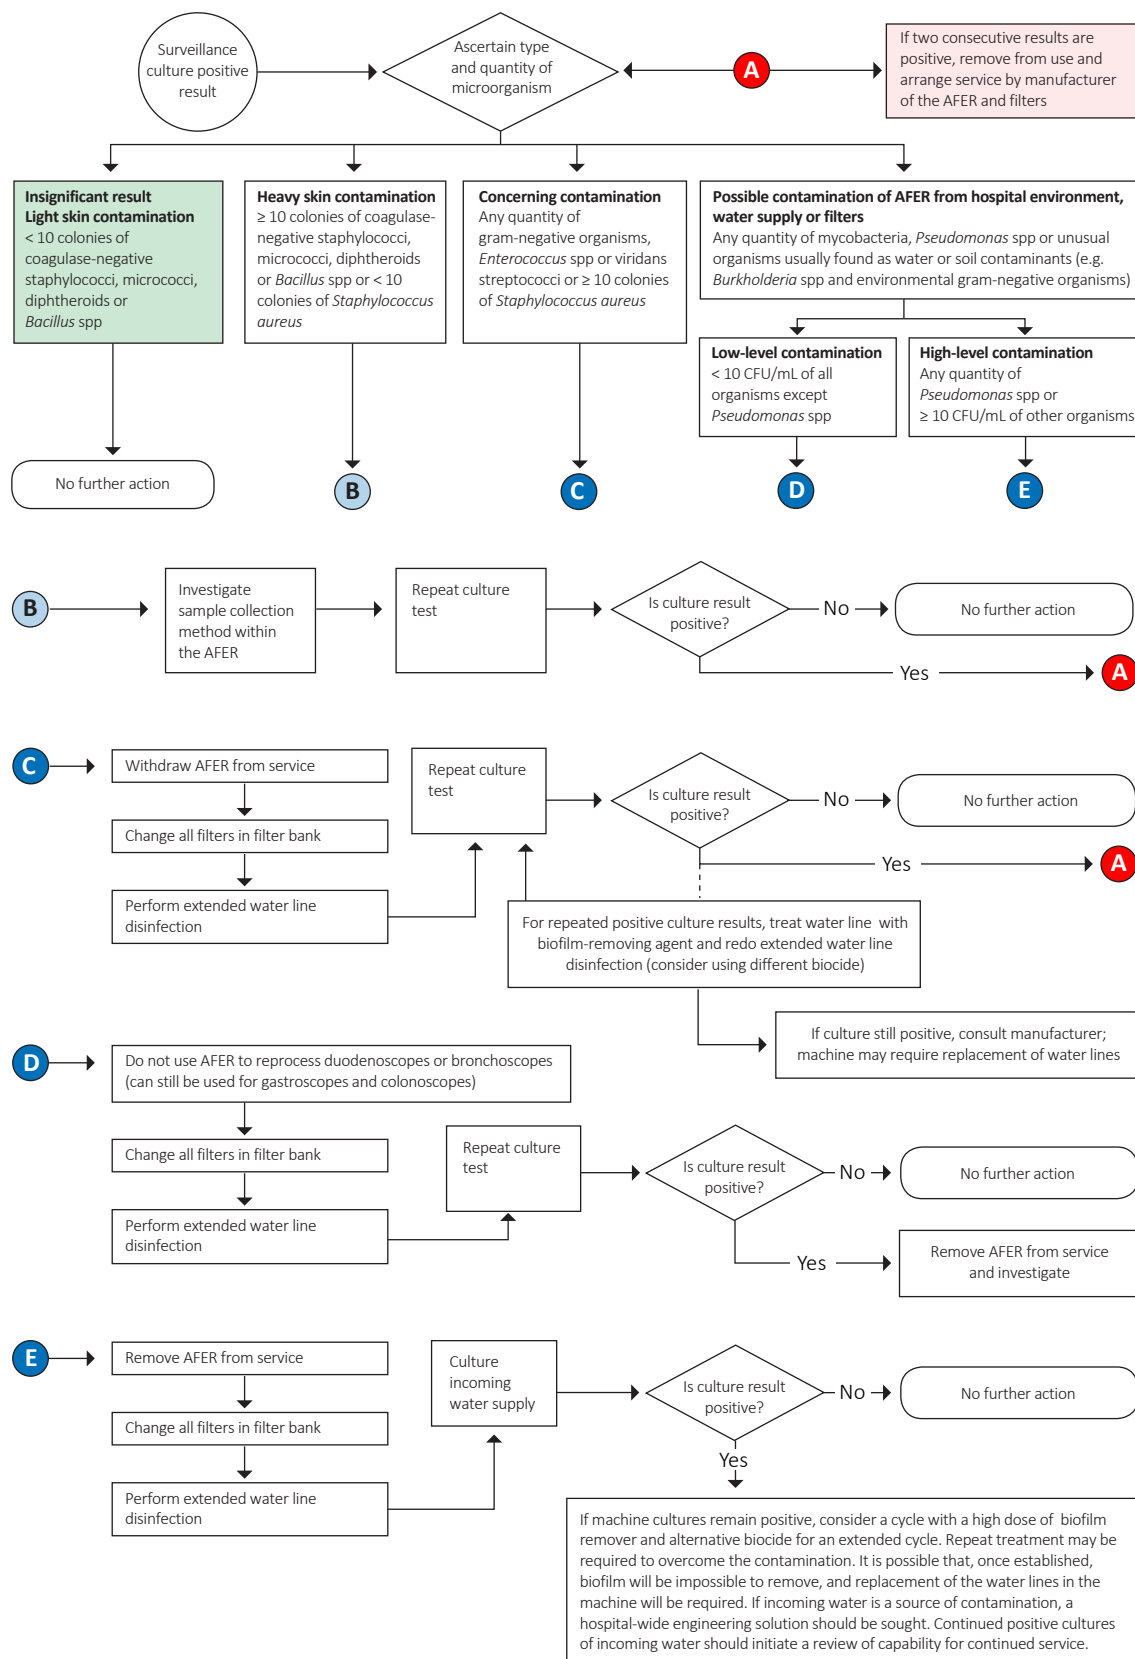 Surveillance
culture positive
result
Ascertain type
and quantity of
microorganism
A
If two consecutive results are
positive, remove from use and
arrange service by manufacturer
of the AFER and filters
Insignificant result
Light skin contamination
< 10 colonies of
coagulase-negative
staphylococci, micrococci,
diphtheroids or
Bacillus spp
Heavy skin contamination
≥ 10 colonies of coagulase-
negative staphylococci,
micrococci, diphtheroids
or Bacillus spp or < 10
colonies of Staphylococcus
aureus
Concerning contamination
Any quantity of
gram-negative organisms,
Enterococcus spp or viridans
streptococci or ≥ 10 colonies
of Staphylococcus aureus
Possible contamination of AFER from hospital environment,
water supply or filters
Any quantity of mycobacteria, Pseudomonas spp or unusual
organisms usually found as water or soil contaminants (e.g.
Burkholderia spp and environmental gram-negative organisms)
Low-level contamination
< 10 CFU/mL of all
organisms except
Pseudomonas spp
High-level contamination
Any quantity of
Pseudomonas spp or
≥ 10 CFU/mL of other organisms
No further action
B
C
D
E
B
Investigate
sample collection
method within
the AFER
Repeat culture
test
Is culture result
positive?
No
No further action
Yes
A
C
Withdraw AFER from service
Change all filters in filter bank
Perform extended water line
disinfection
Repeat culture
test
Is culture result
positive?
No
No further action
Yes
A
For repeated positive culture results, treat water line with
biofilm-removing agent and redo extended water line
disinfection (consider using different biocide)
If culture still positive, consult manufacturer;
machine may require replacement of water lines
D
Do not use AFER to reprocess duodenoscopes or bronchoscopes
(can still be used for gastroscopes and colonoscopes)
Change all filters in filter bank
Perform extended water line
disinfection
Repeat culture
test
Is culture result
positive?
No
No further action
Yes
Remove AFER from service
and investigate
E
Remove AFER from service
Change all filters in filter bank
Perform extended water line
disinfection
Culture
incoming
water supply
Is culture result
positive?
No
No further action
Yes
If machine cultures remain positive, consider a cycle with a high dose of biofilm
remover and alternative biocide for an extended cycle. Repeat treatment may be
required to overcome the contamination. It is possible that, once established,
biofilm will be impossible to remove, and replacement of the water lines in the
machine will be required. If incoming water is a source of contamination, a
hospital-wide engineering solution should be sought. Continued positive cultures
of incoming water should initiate a review of capability for continued service.